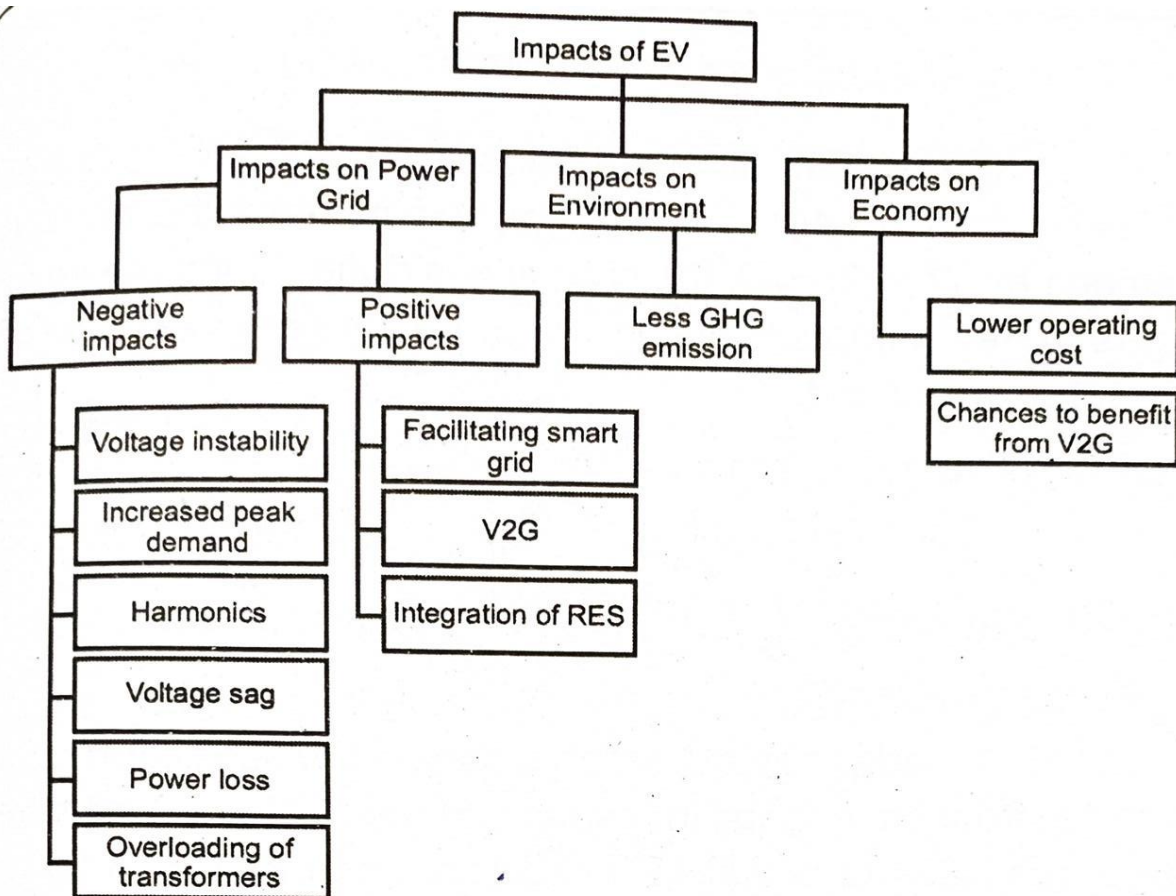 Impacts of EV
Impacts on Power
Grid
Impacts on
Environment
Impacts on
Economy
Negative
impacts
Positive
impacts
Less GHG
emission
Lower operating
cost
Chances to benefit
from V2G
Voltage instability
Increased peak
demand
Harmonics
Voltage sag
Power loss
Overloading of
transformers
Facilitating smart
grid
V2G
Integration of RES